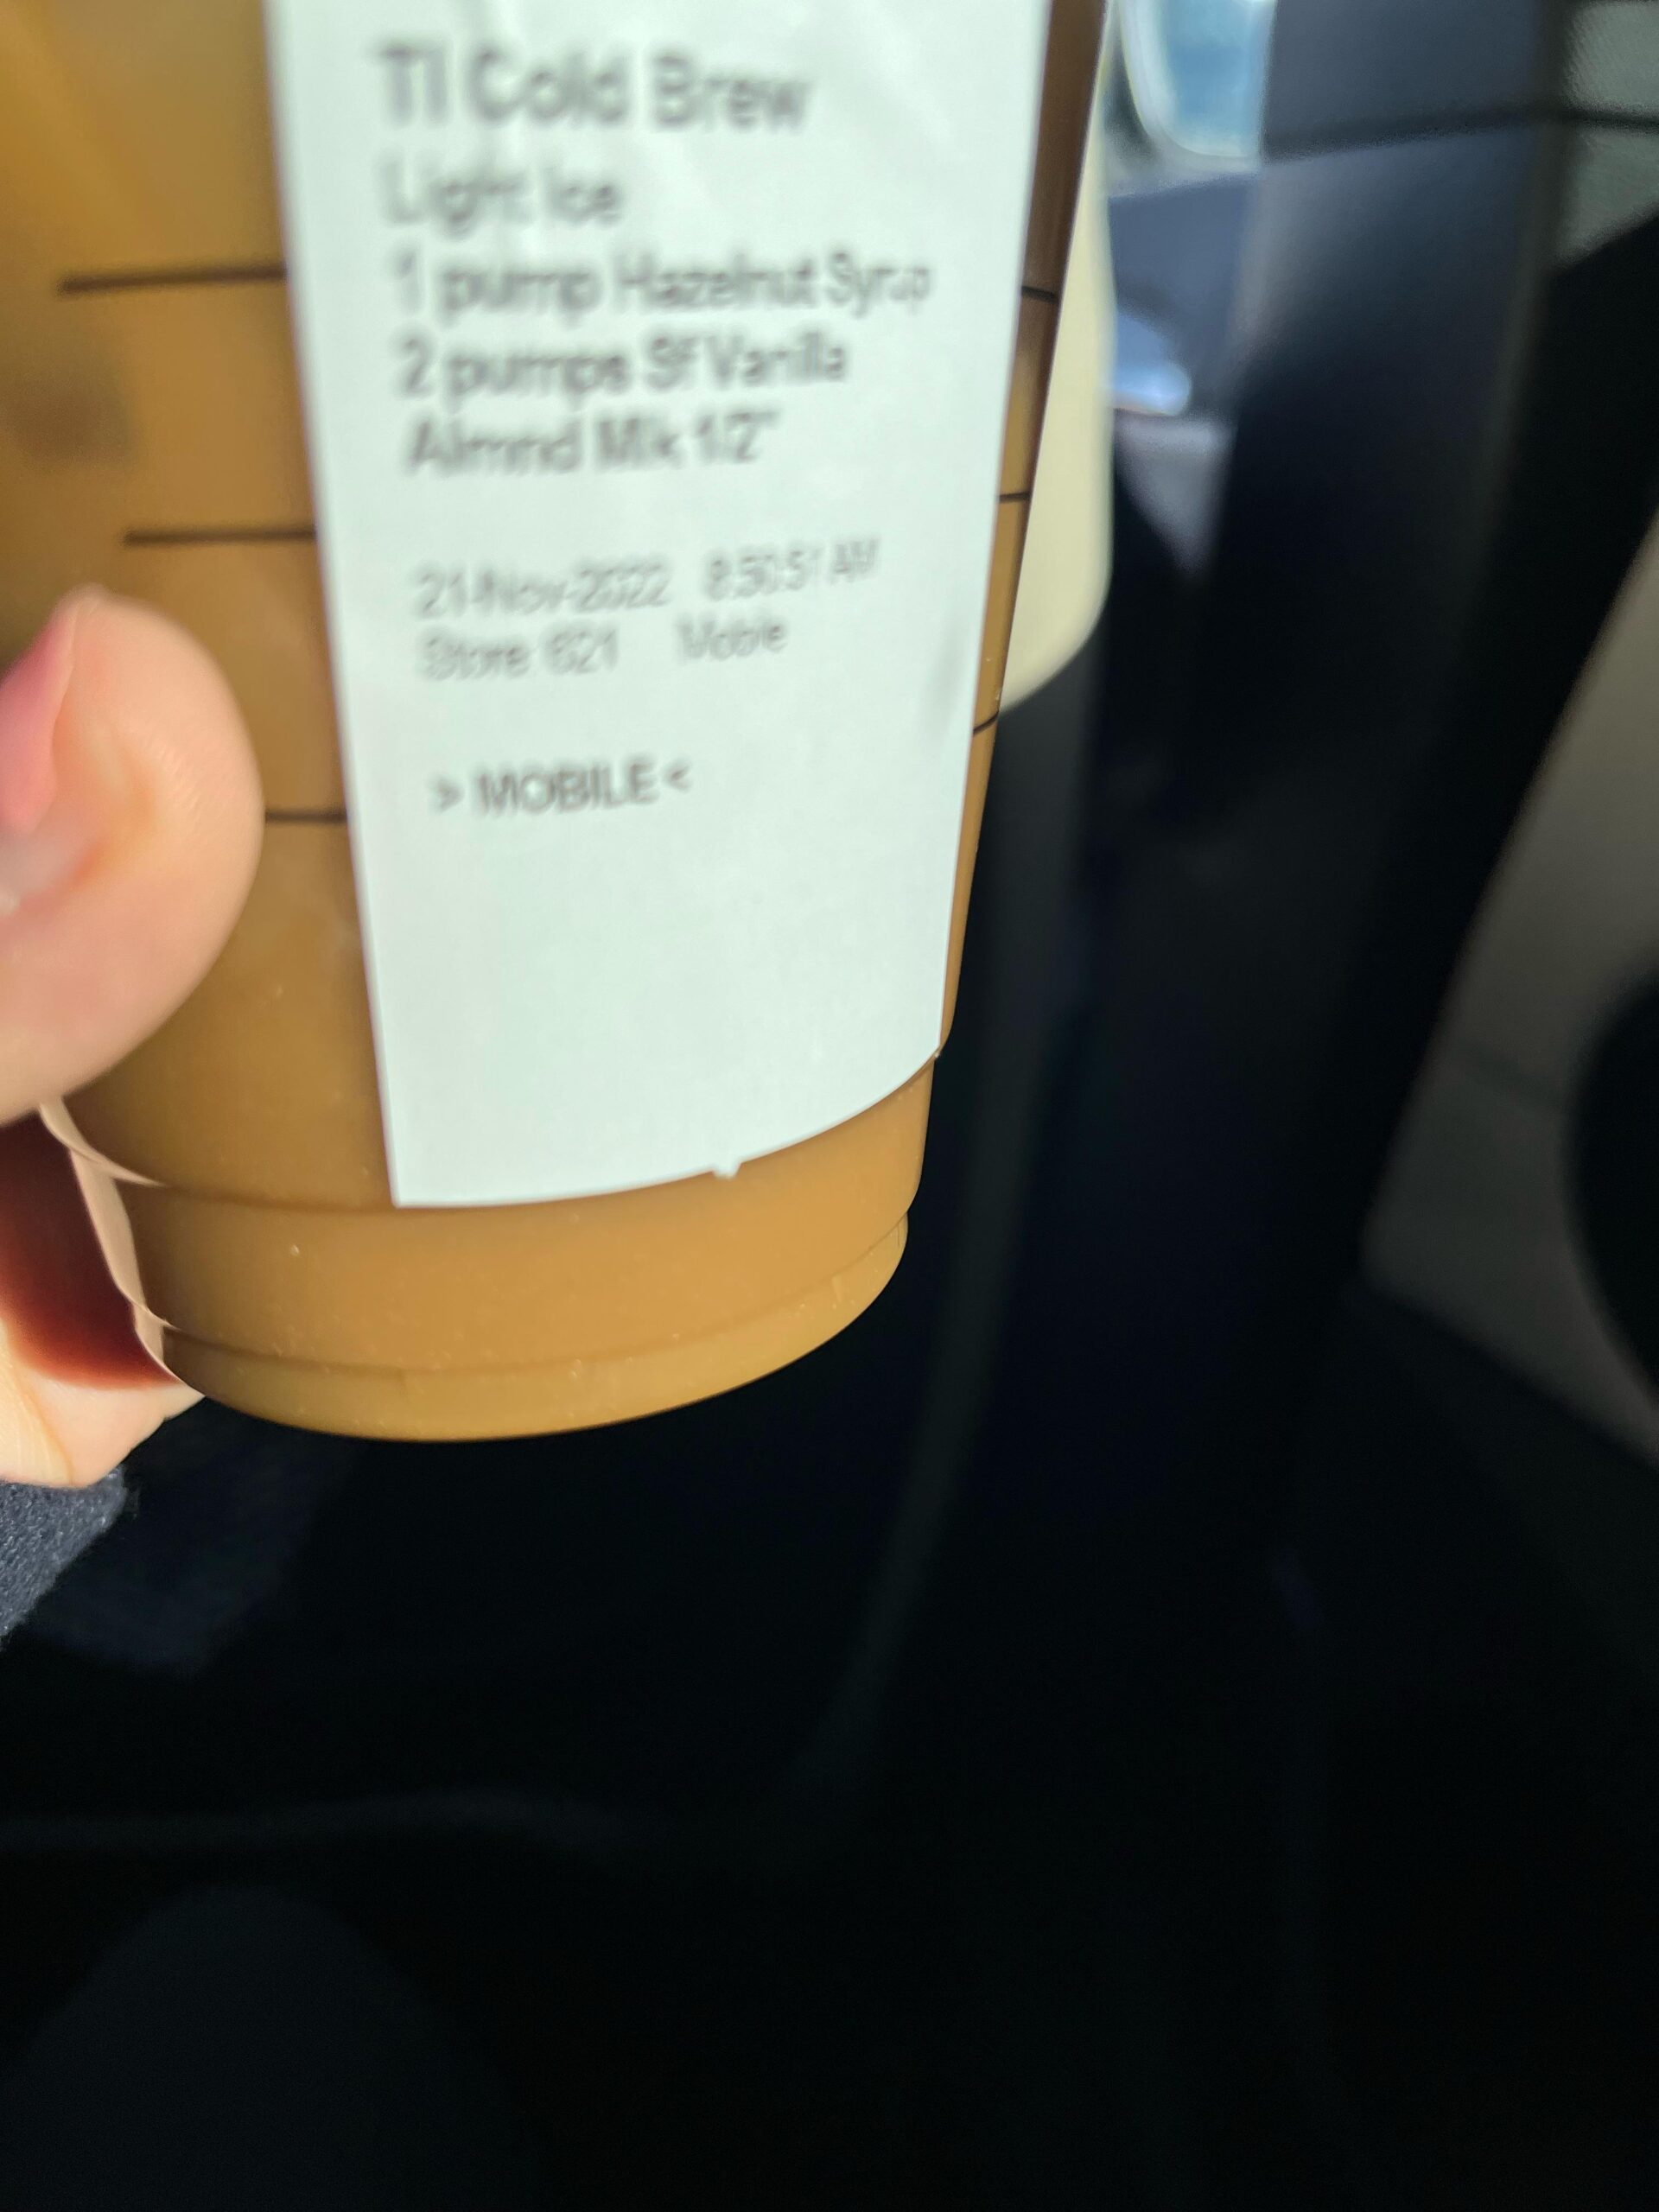 Tl Cold Brew
Light Ice
1 pump Hazelnut Syrup
2 pumps Sf Vanilla
Almnd Mlk 1/2"
21-Nov-2022 8:50:51 AM
Store: 621 Mobile
> MOBILE <